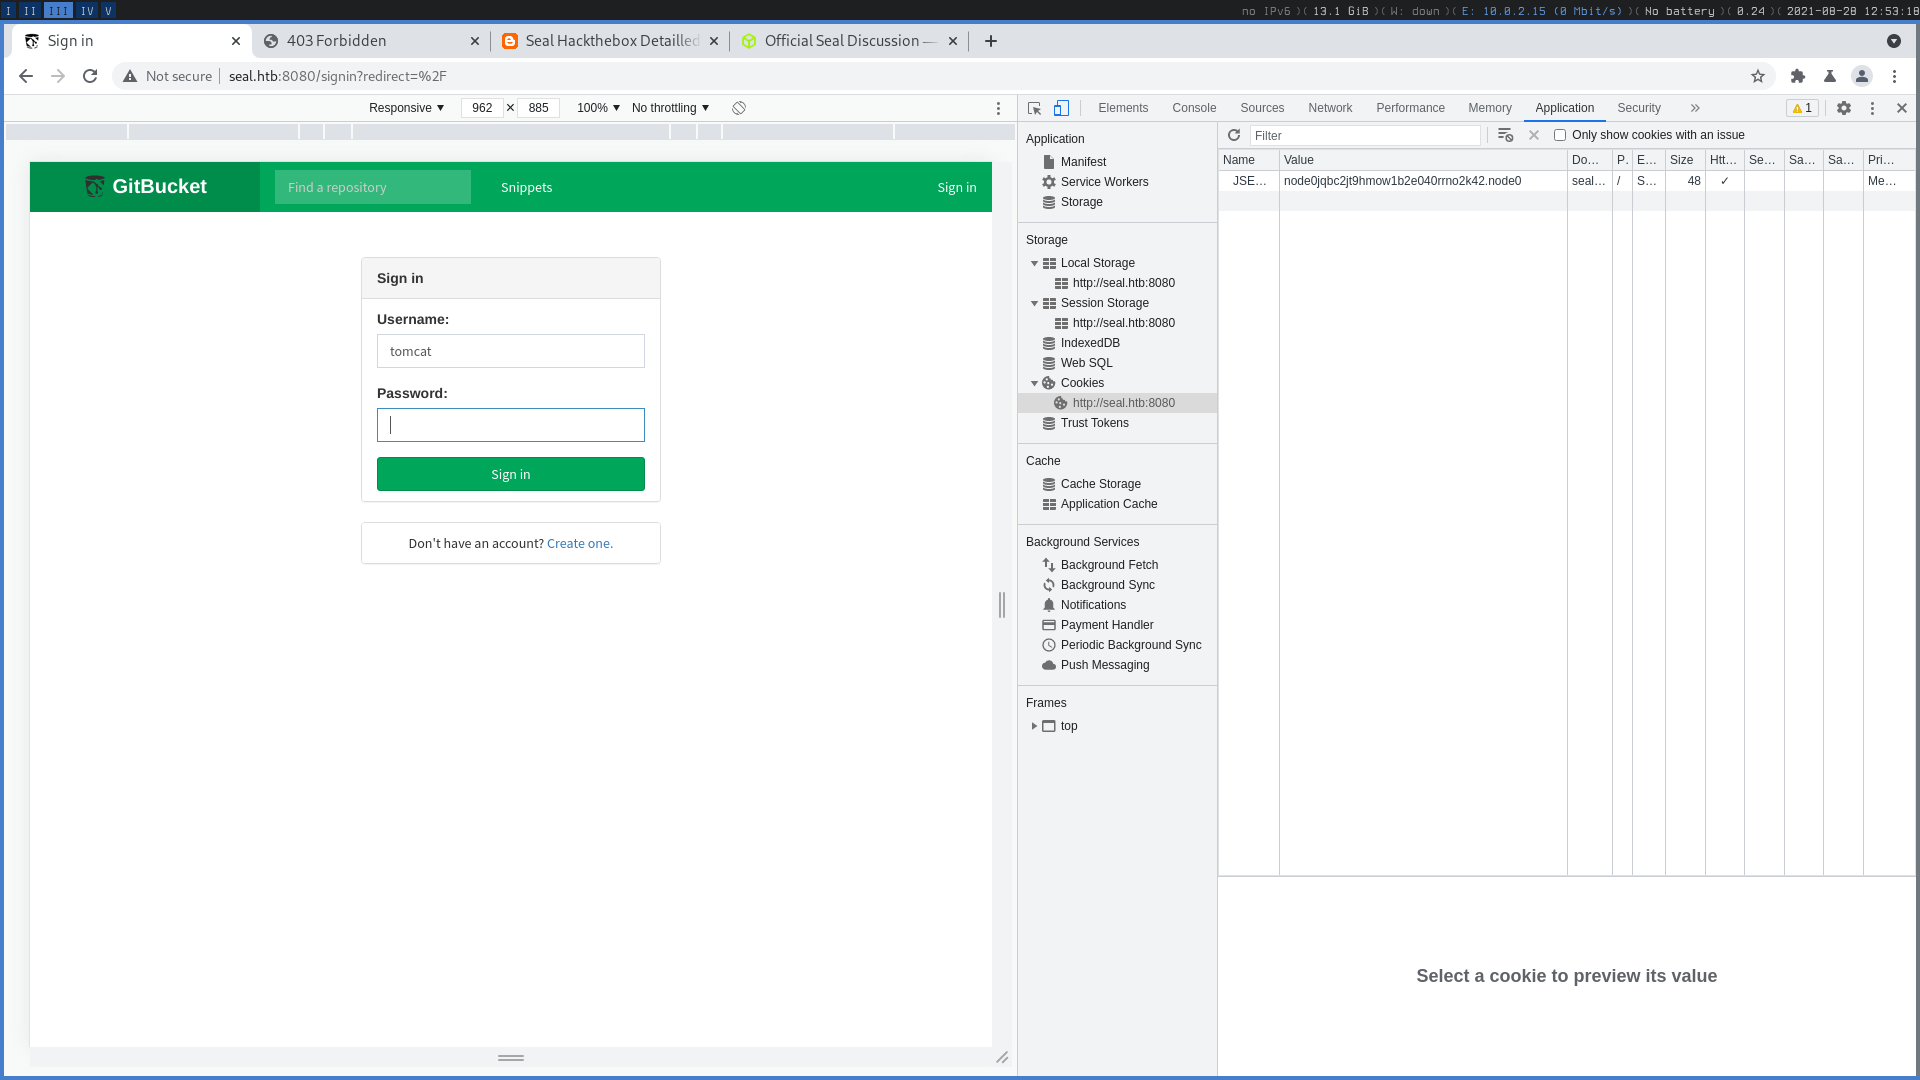 I II III IV V no IPv6 )( 13.1 GiB )( W: down )( E: 10.0.2.15 (0 Mbit/s) )( No battery )( 0.24 )( 2021-08-28 12:53:18
Sign in 403 Forbidden Seal Hackthebox Detailled Official Seal Discussion —
Not secure seal.htb:8080/signin?redirect=%2F
Responsive 962 × 885 100% No throttling
Elements Console Sources Network Performance Memory Application Security » 1
Application
Manifest
Service Workers
Storage
Storage
Local Storage
http://seal.htb:8080
Session Storage
http://seal.htb:8080
IndexedDB
Web SQL
Cookies
http://seal.htb:8080
Trust Tokens
Cache
Cache Storage
Application Cache
Background Services
Background Fetch
Background Sync
Notifications
Payment Handler
Periodic Background Sync
Push Messaging
Frames
top
Filter Only show cookies with an issue
Name Value Do... P. E... Size Htt... Se... Sa... Sa... Pri...
JSE... node0jqbc2jt9hmow1b2e040rrno2k42.node0 seal... / S... 48 ✓ Me...
Select a cookie to preview its value
GitBucket Find a repository Snippets Sign in
Sign in
Username:
tomcat
Password:
Sign in
Don't have an account? Create one.